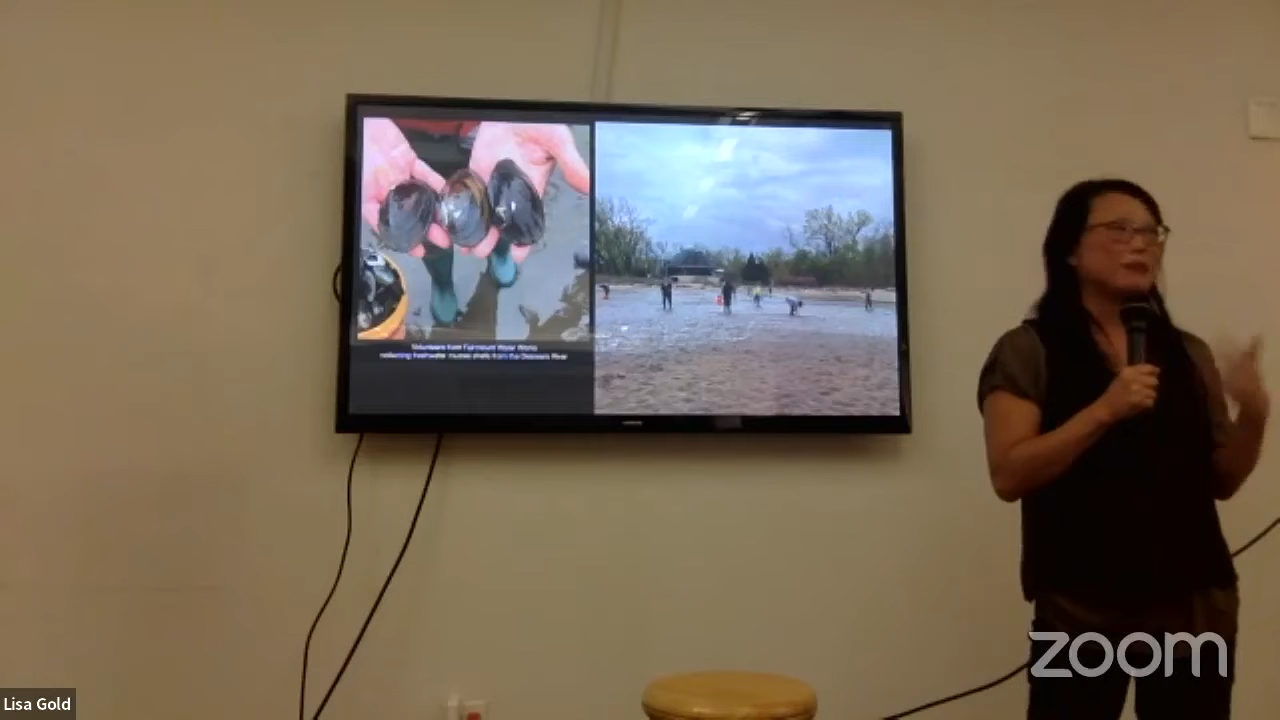 Volunteers from Fairmount Water Works
collecting freshwater mussel shells from the Delaware River
zoom
Lisa Gold